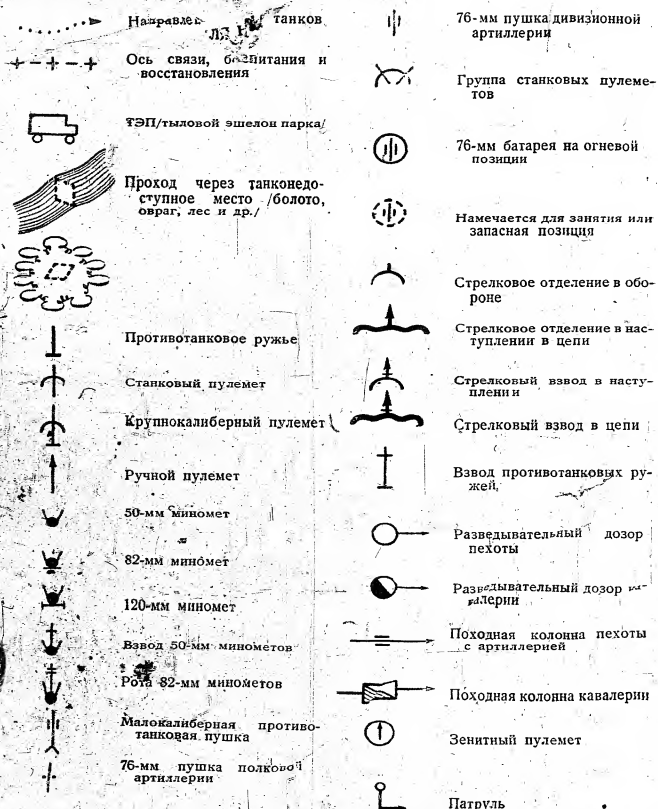 танков
Ось связи, и
восстановления
ТЭП/тыловой эшелон парка/
Проход через танконедо-
ступное место /болото,
овраг, лес и др./
Противотанковое ружье
Станковый пулемет
Крупнокалиберный пулемет
Ручной пулемет
50-мм миномет
82-мм миномет
120-мм миномет
Взвод 50-мм минометов
Рота 82-мм минометов
Малокалиберная противо-
танковая пушка
76-мм пушка полковой
артиллерии
76-мм пушка дивизионной
артиллерии
Группа станковых пулеме-
тов
76-мм батарея на огневой
позиции
Намечается для занятия или
запасная позиция
Стрелковое отделение в обо-
роне
Стрелковое отделение в нас-
туплении в цепи
Стрелковый взвод в насту-
плении
Стрелковый взвод в цепи
Взвод противотанковых ру-
жей,
Разведывательный дозор
пехоты
Разведывательный дозор ка-
валерии
Походная колонна пехоты
с артиллерией
Походная колонна кавалерии
Зенитный пулемет
Патруль